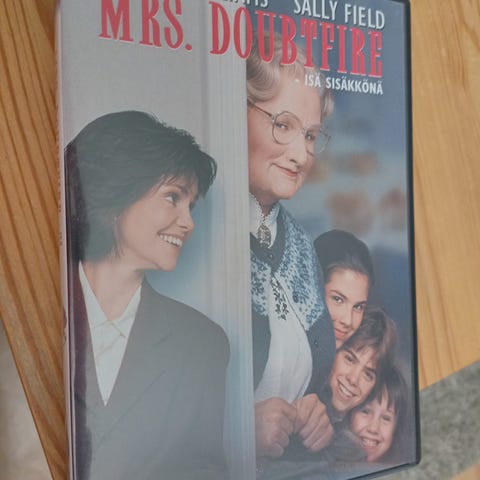 SALLY FIELD
MRS. DOUBTFIRE
- ISÄ SISÄKKÖNÄ